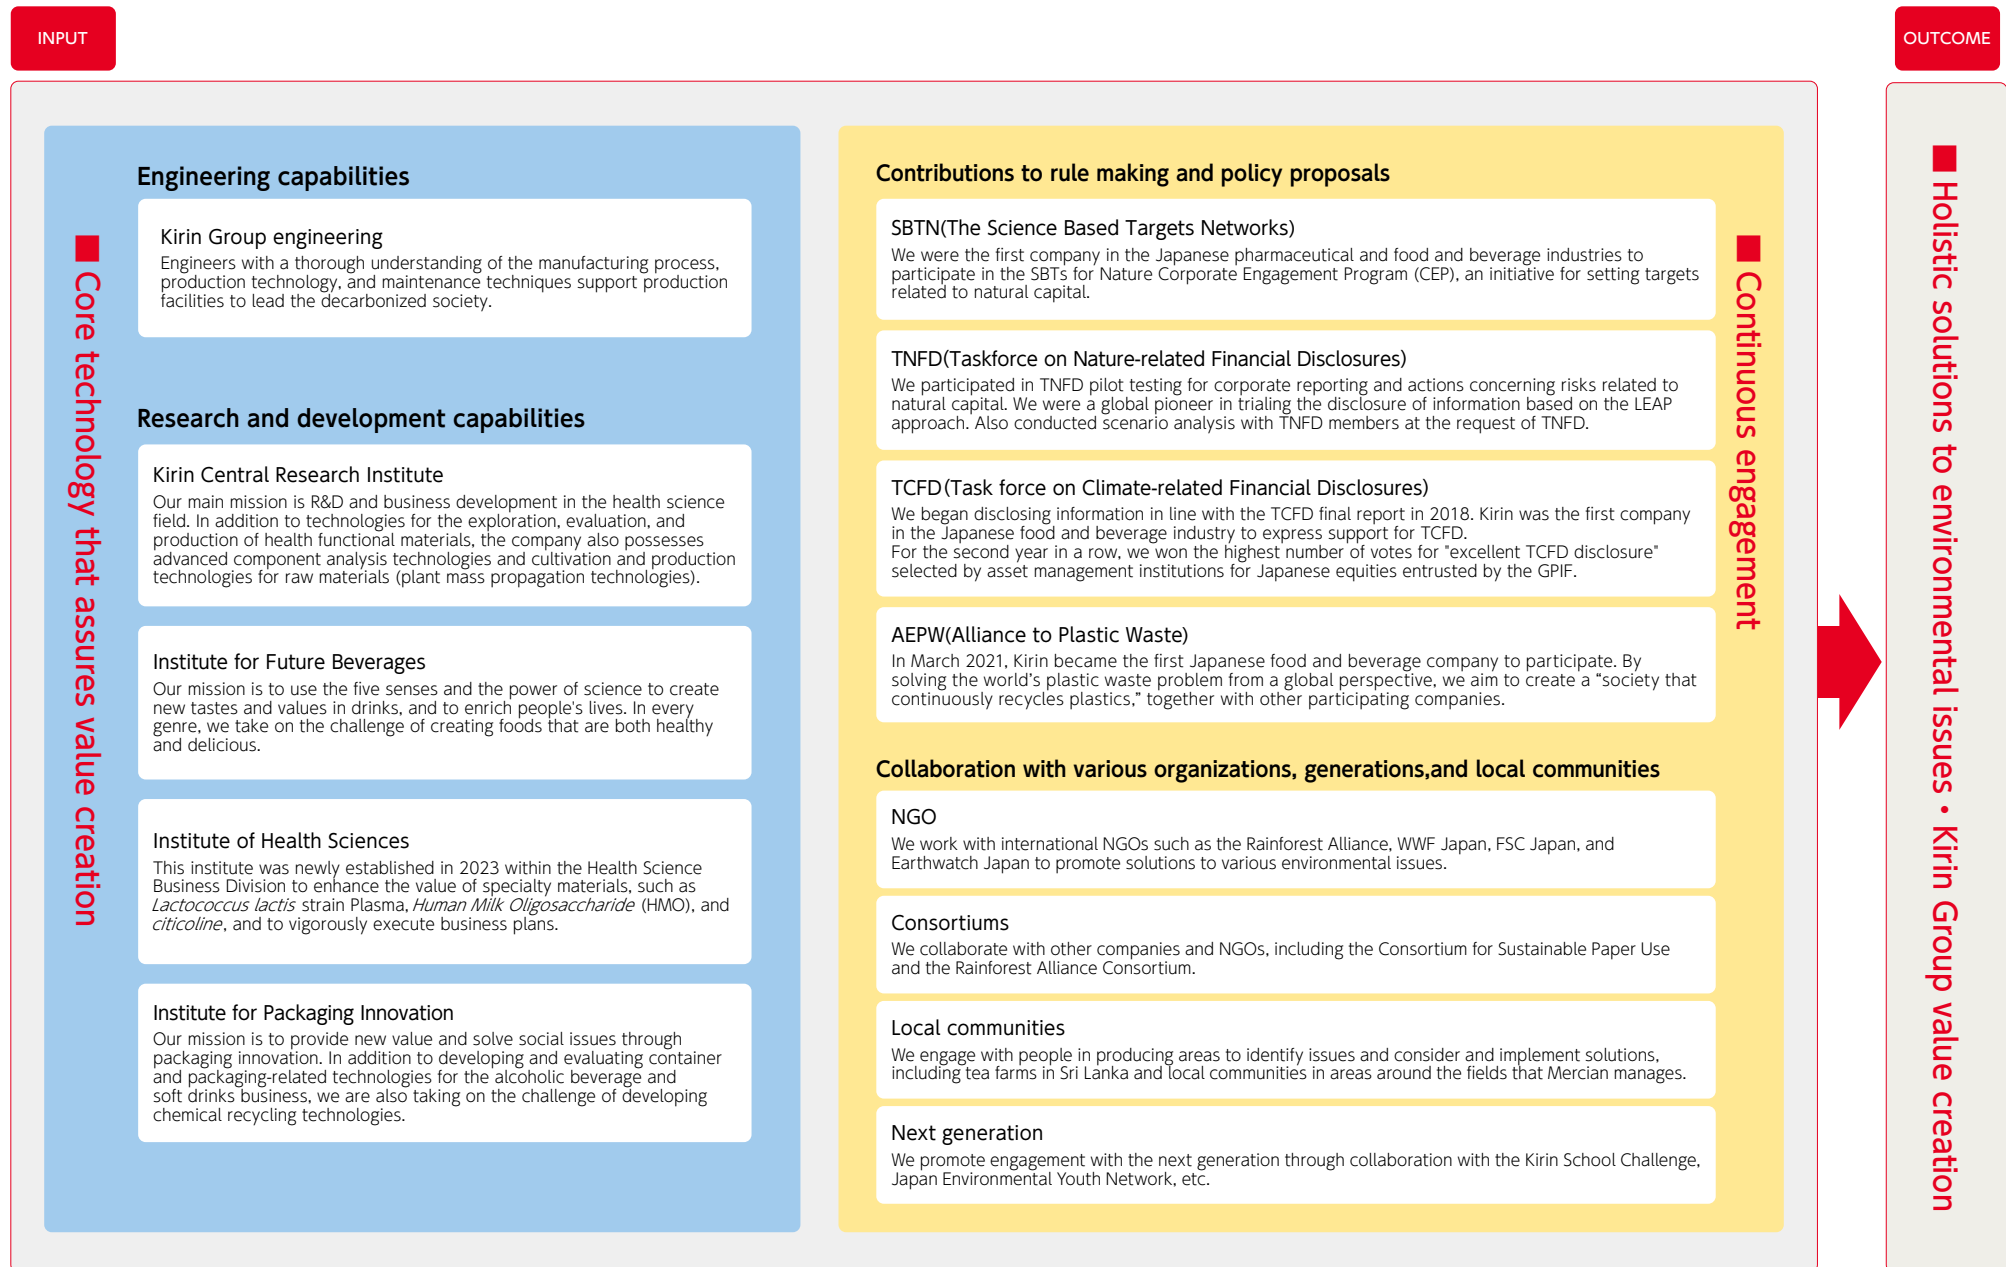 INPUT
OUTCOME
■ Core technology that assures value creation
Engineering capabilities
Kirin Group engineering
Engineers with a thorough understanding of the manufacturing process,
production technology, and maintenance techniques support production
facilities to lead the decarbonized society.
Research and development capabilities
Kirin Central Research Institute
Our main mission is R&D and business development in the health science
field. In addition to technologies for the exploration, evaluation, and
production of health functional materials, the company also possesses
advanced component analysis technologies and cultivation and production
technologies for raw materials (plant mass propagation technologies).
Institute for Future Beverages
Our mission is to use the five senses and the power of science to create
new tastes and values in drinks, and to enrich people's lives. In every
genre, we take on the challenge of creating foods that are both healthy
and delicious.
Institute of Health Sciences
This institute was newly established in 2023 within the Health Science
Business Division to enhance the value of specialty materials, such as
Lactococcus lactis strain Plasma, Human Milk Oligosaccharide (HMO), and
citicoline, and to vigorously execute business plans.
Institute for Packaging Innovation
Our mission is to provide new value and solve social issues through
packaging innovation. In addition to developing and evaluating container
and packaging-related technologies for the alcoholic beverage and
soft drinks business, we are also taking on the challenge of developing
chemical recycling technologies.
Contributions to rule making and policy proposals
SBTN(The Science Based Targets Networks)
We were the first company in the Japanese pharmaceutical and food and beverage industries to
participate in the SBTs for Nature Corporate Engagement Program (CEP), an initiative for setting targets
related to natural capital.
TNFD(Taskforce on Nature-related Financial Disclosures)
We participated in TNFD pilot testing for corporate reporting and actions concerning risks related to
natural capital. We were a global pioneer in trialing the disclosure of information based on the LEAP
approach. Also conducted scenario analysis with TNFD members at the request of TNFD.
TCFD(Task force on Climate-related Financial Disclosures)
We began disclosing information in line with the TCFD final report in 2018. Kirin was the first company
in the Japanese food and beverage industry to express support for TCFD.
For the second year in a row, we won the highest number of votes for "excellent TCFD disclosure"
selected by asset management institutions for Japanese equities entrusted by the GPIF.
AEPW(Alliance to Plastic Waste)
In March 2021, Kirin became the first Japanese food and beverage company to participate. By
solving the world's plastic waste problem from a global perspective, we aim to create a “society that
continuously recycles plastics,” together with other participating companies.
Collaboration with various organizations, generations,and local communities
NGO
We work with international NGOs such as the Rainforest Alliance, WWF Japan, FSC Japan, and
Earthwatch Japan to promote solutions to various environmental issues.
Consortiums
We collaborate with other companies and NGOs, including the Consortium for Sustainable Paper Use
and the Rainforest Alliance Consortium.
Local communities
We engage with people in producing areas to identify issues and consider and implement solutions,
including tea farms in Sri Lanka and local communities in areas around the fields that Mercian manages.
Next generation
We promote engagement with the next generation through collaboration with the Kirin School Challenge,
Japan Environmental Youth Network, etc.
■ Continuous engagement
■ Holistic solutions to environmental issues・Kirin Group value creation